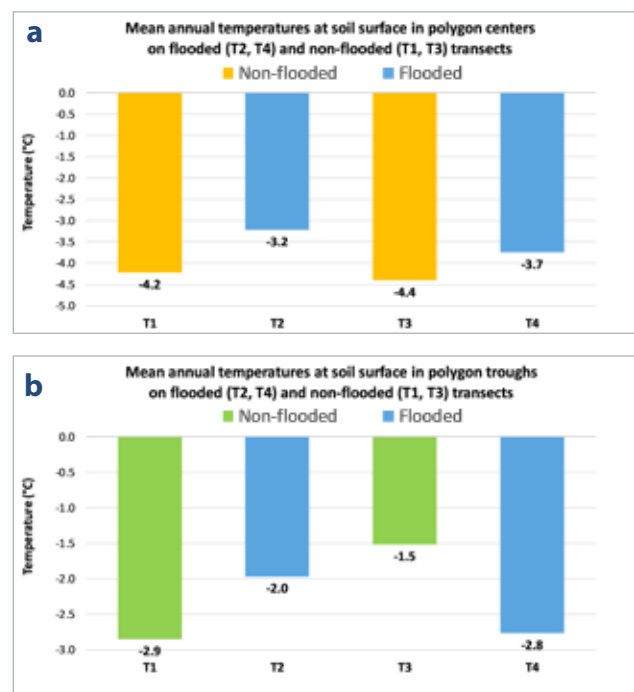 a
Mean annual temperatures at soil surface in polygon centers
on flooded (T2, T4) and non-flooded (T1, T3) transects
Non-flooded Flooded
Temperature (°C)
0.0
-0.5
-1.0
-1.5
-2.0
-2.5
-3.0
-3.5
-4.0
-4.5
-5.0
-4.2
-3.2
-4.4
-3.7
T1 T2 T3 T4
b
Mean annual temperatures at soil surface in polygon troughs
on flooded (T2, T4) and non-flooded (T1, T3) transects
Non-flooded Flooded
Temperature (°C)
0.0
-0.5
-1.0
-1.5
-2.0
-2.5
-3.0
-2.9
-2.0
-1.5
-2.8
T1 T2 T3 T4